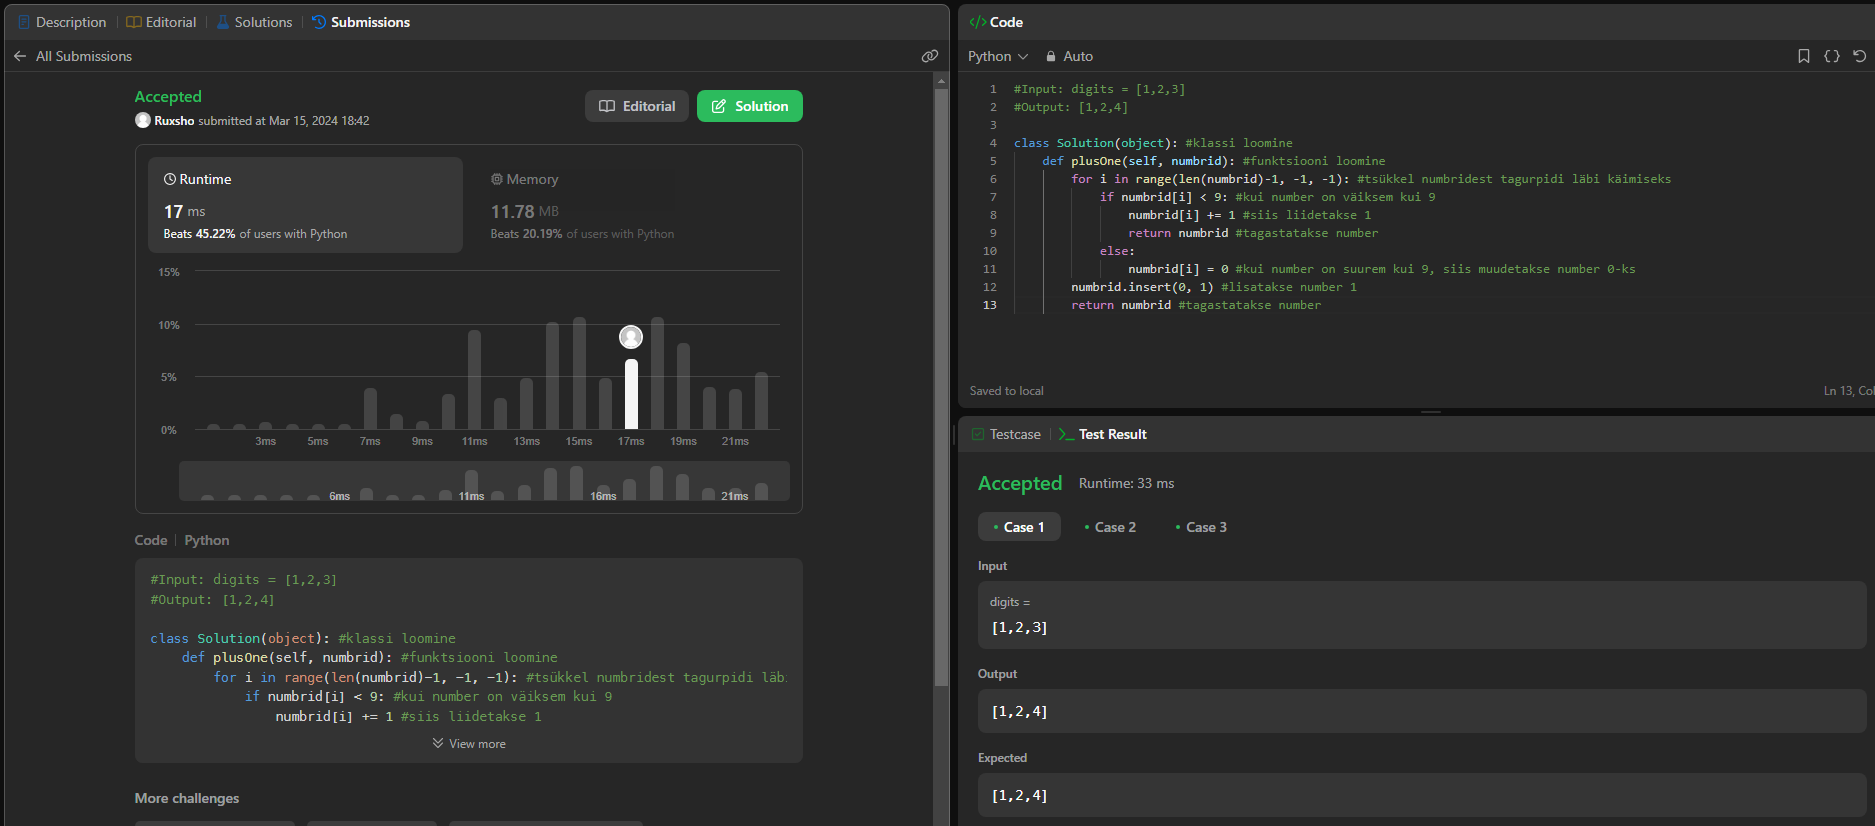 Description Editorial Solutions Submissions
All Submissions
Accepted
Ruxsho submitted at Mar 15, 2024 18:42
Editorial
Solution
Runtime
17 ms
Beats 45.22% of users with Python
Memory
11.78 MB
Beats 20.19% of users with Python
15%
10%
5%
0%
3ms 5ms 7ms 9ms 11ms 13ms 15ms 17ms 19ms 21ms
6ms 11ms 16ms 21ms
Code Python
#Input: digits = [1,2,3]
#Output: [1,2,4]
class Solution(object): #klassi loomine
def plusOne(self, numbrid): #funktsiooni loomine
for i in range(len(numbrid)-1, -1, -1): #tsükkel numbridest tagurpidi läbi
if numbrid[i] < 9: #kui number on väiksem kui 9
numbrid[i] += 1 #siis liidetakse 1
View more
More challenges
Code
Python Auto
1 #Input: digits = [1,2,3]
2 #Output: [1,2,4]
3
4 class Solution(object): #klassi loomine
5 def plusOne(self, numbrid): #funktsiooni loomine
6 for i in range(len(numbrid)-1, -1, -1): #tsükkel numbridest tagurpidi läbi käimiseks
7 if numbrid[i] < 9: #kui number on väiksem kui 9
8 numbrid[i] += 1 #siis liidetakse 1
9 return numbrid #tagastatakse number
10 else:
11 numbrid[i] = 0 #kui number on suurem kui 9, siis muudetakse number 0-ks
12 numbrid.insert(0, 1) #lisatakse number 1
13 return numbrid #tagastatakse number
Saved to local
Ln 13, Col
Testcase Test Result
Accepted Runtime: 33 ms
Case 1 Case 2 Case 3
Input
digits =
[1,2,3]
Output
[1,2,4]
Expected
[1,2,4]